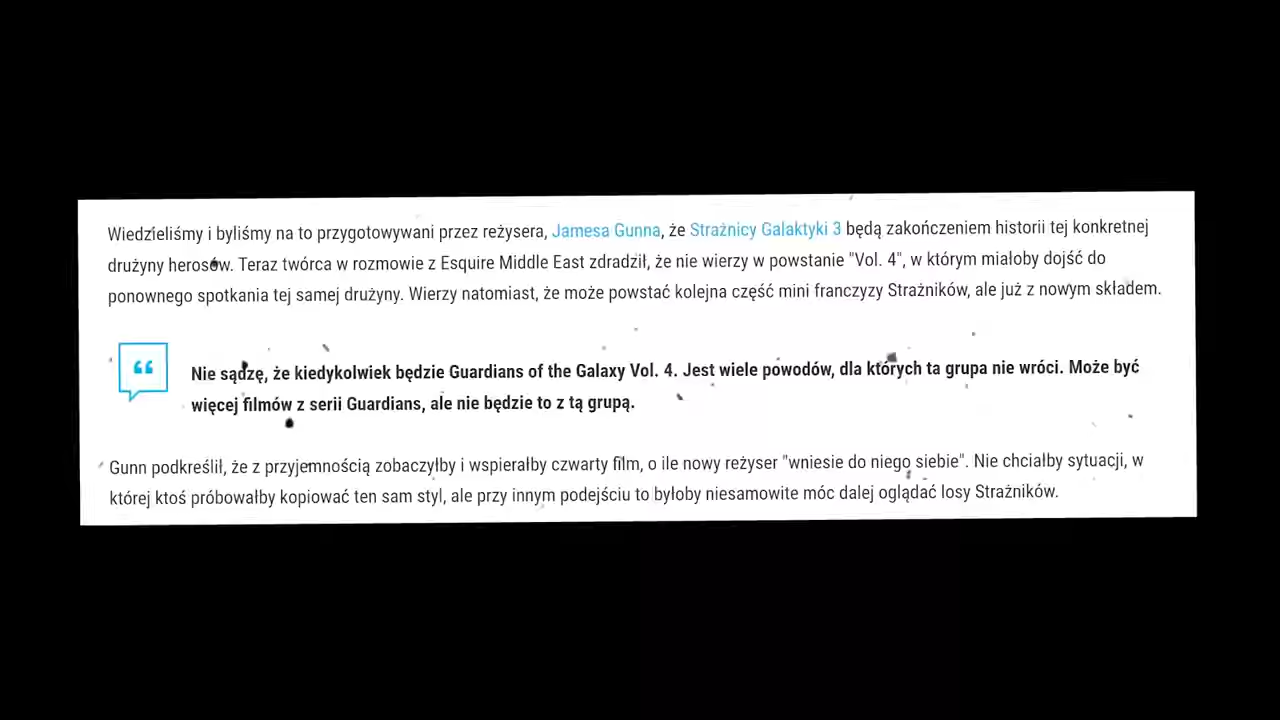 Wiedzieliśmy i byliśmy na to przygotowywani przez reżysera, Jamesa Gunna, że Strażnicy Galaktyki 3 będą zakończeniem historii tej konkretnej
drużyny herosów. Teraz twórca w rozmowie z Esquire Middle East zdradził, że nie wierzy w powstanie "Vol. 4", w którym miałoby dojść do
ponownego spotkania tej samej drużyny. Wierzy natomiast, że może powstać kolejna część mini franczyzy Strażników, ale już z nowym składem.
Nie sądzę, że kiedykolwiek będzie Guardians of the Galaxy Vol. 4. Jest wiele powodów, dla których ta grupa nie wróci. Może być
więcej filmów z serii Guardians, ale nie będzie to z tą grupą.
Gunn podkreślił, że z przyjemnością zobaczyłby i wspierałby czwarty film, o ile nowy reżyser "wniesie do niego siebie". Nie chciałby sytuacji, w
której ktoś próbowałby kopiować ten sam styl, ale przy innym podejściu to byłoby niesamowite móc dalej oglądać losy Strażników.